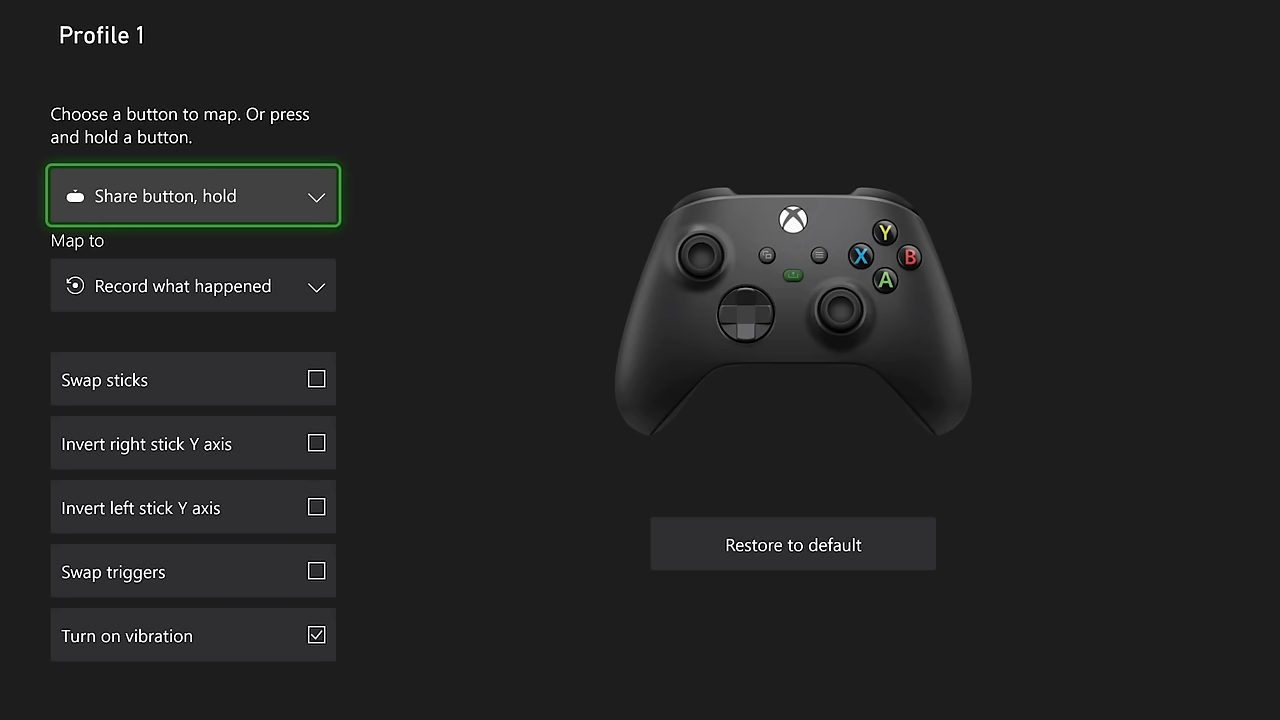 Profile 1
Choose a button to map. Or press
and hold a button.
Share button, hold
Map to
Record what happened
Swap sticks
Invert right stick Y axis
Invert left stick Y axis
Swap triggers
Turn on vibration
Y
X
B
A
Restore to default